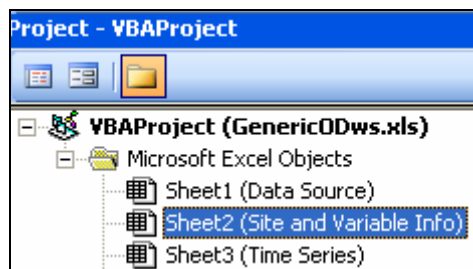 Project - VBAProject
VBAProject (GenericODws.xls)
Microsoft Excel Objects
Sheet1 (Data Source)
Sheet2 (Site and Variable Info)
Sheet3 (Time Series)